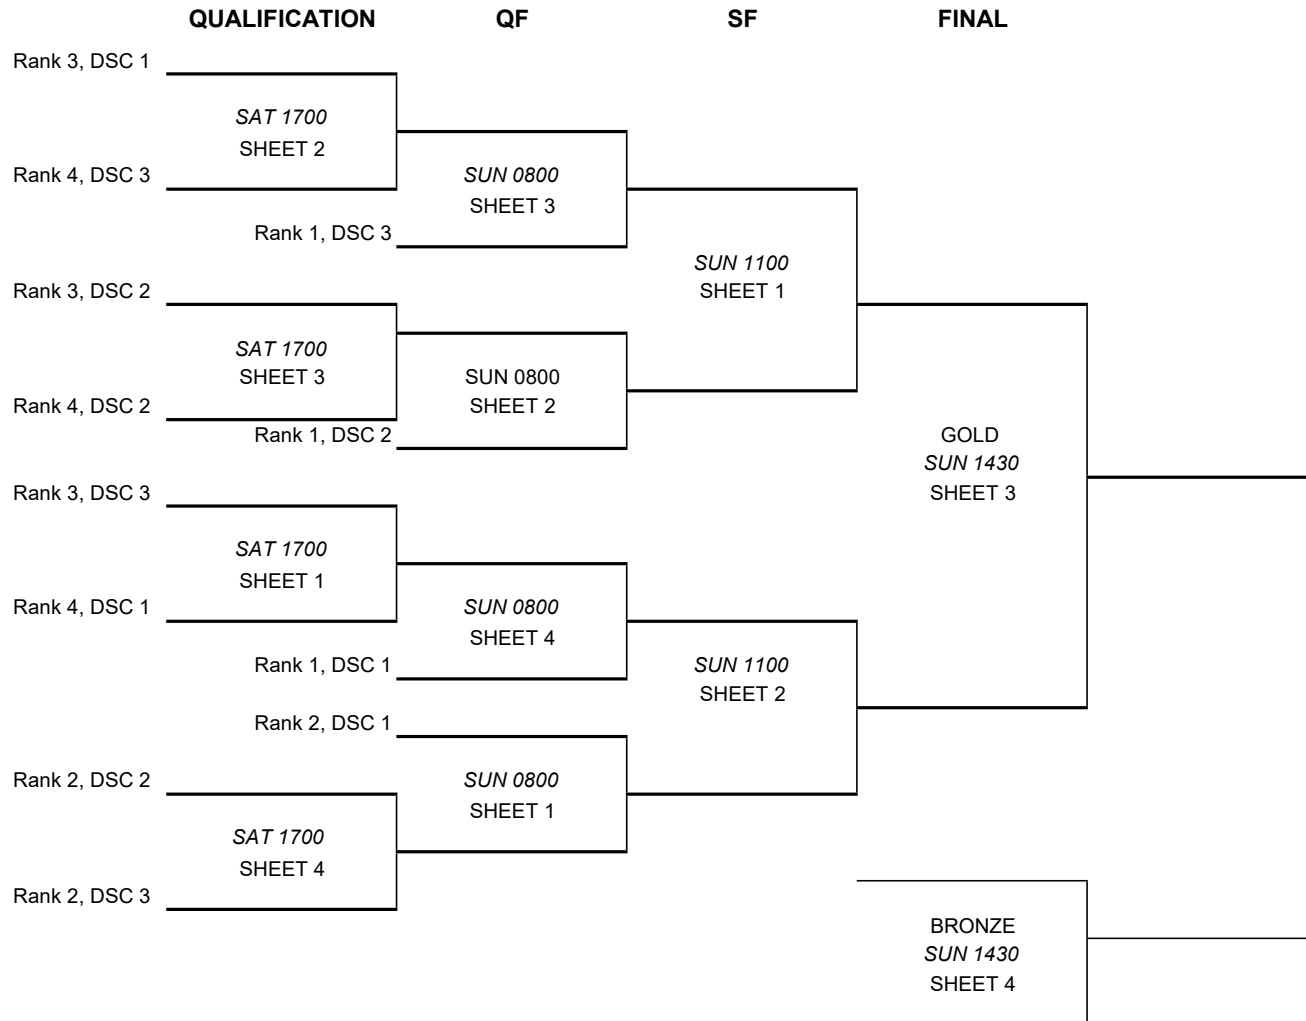 QUALIFICATION QF SF FINAL
Rank 3, DSC 1
SAT 1700
SHEET 2
Rank 4, DSC 3
SUN 0800
SHEET 3
Rank 1, DSC 3
SUN 1100
SHEET 1
Rank 3, DSC 2
SAT 1700
SHEET 3
SUN 0800
SHEET 2
Rank 4, DSC 2
Rank 1, DSC 2
GOLD
SUN 1430
SHEET 3
Rank 3, DSC 3
SAT 1700
SHEET 1
Rank 4, DSC 1
SUN 0800
SHEET 4
Rank 1, DSC 1
SUN 1100
SHEET 2
Rank 2, DSC 1
Rank 2, DSC 2
SUN 0800
SHEET 1
SAT 1700
SHEET 4
Rank 2, DSC 3
BRONZE
SUN 1430
SHEET 4